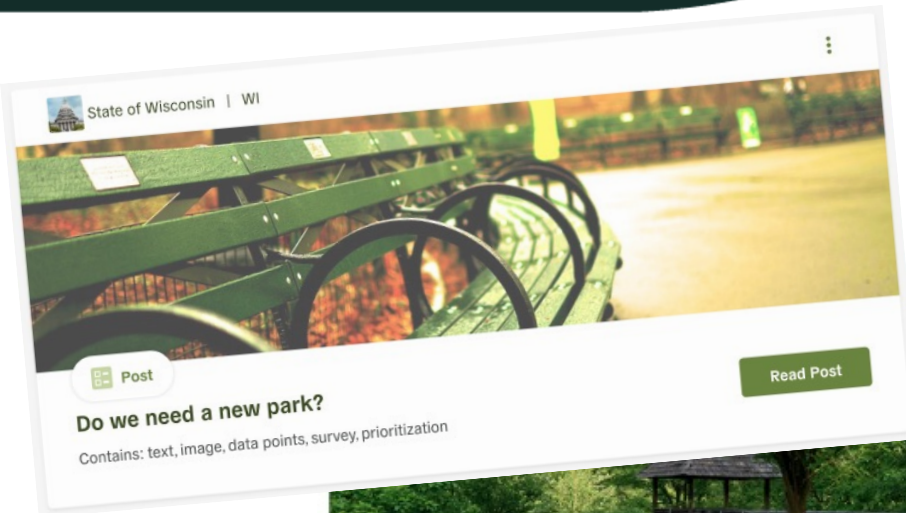 State of Wisconsin | WI
Post
Do we need a new park?
Contains: text, image, data points, survey, prioritization
Read Post